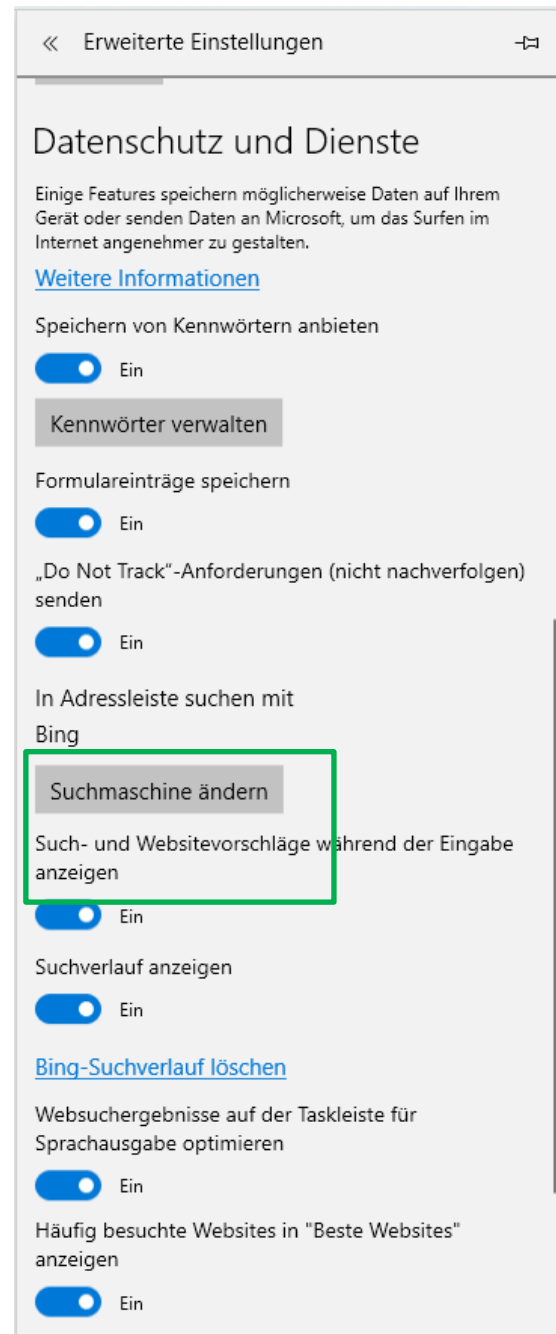 Erweiterte Einstellungen
Datenschutz und Dienste
Einige Features speichern möglicherweise Daten auf Ihrem
Gerät oder senden Daten an Microsoft, um das Surfen im
Internet angenehmer zu gestalten.
Weitere Informationen
Speichern von Kennwörtern anbieten
Ein
Kennwörter verwalten
Formulareinträge speichern
Ein
„Do Not Track“-Anforderungen (nicht nachverfolgen)
senden
Ein
In Adressleiste suchen mit
Bing
Suchmaschine ändern
Such- und Websitevorschläge während der Eingabe
anzeigen
Ein
Suchverlauf anzeigen
Ein
Bing-Suchverlauf löschen
Websuchergebnisse auf der Taskleiste für
Sprachausgabe optimieren
Ein
Häufig besuchte Websites in "Beste Websites"
anzeigen
Ein